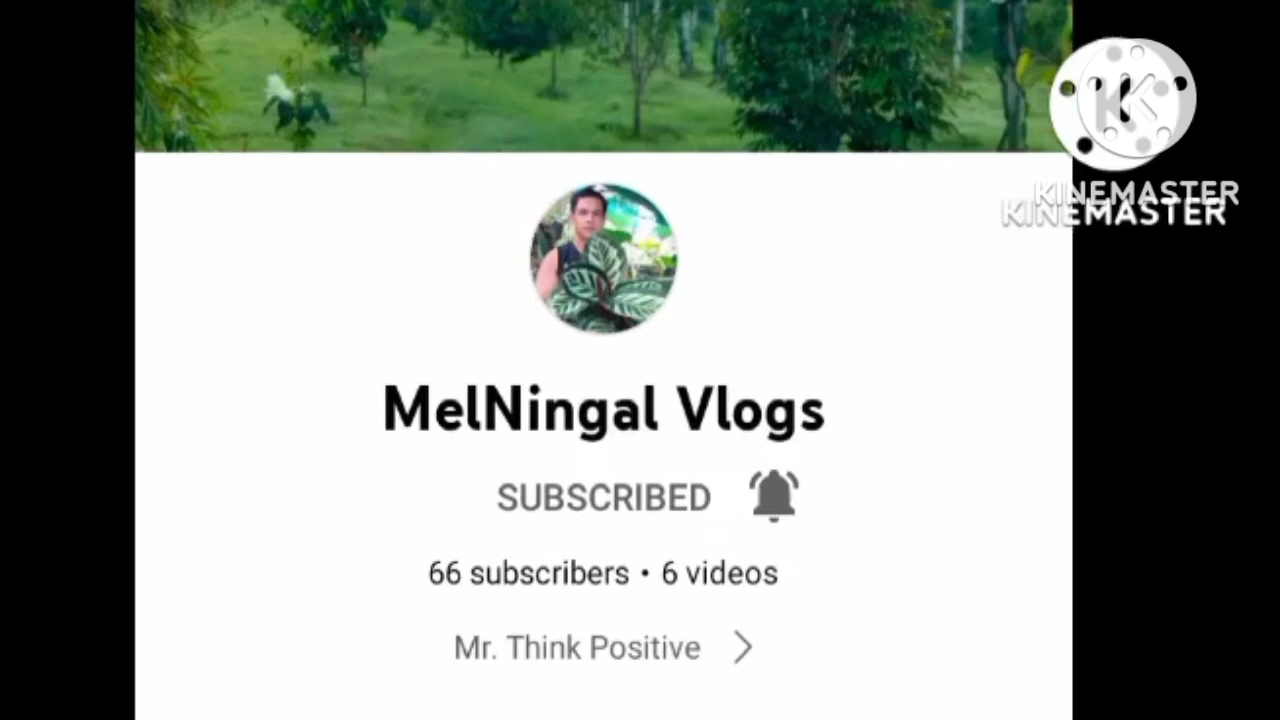 KINEMASTER
KINEMASTER
MelNingal Vlogs
SUBSCRIBED
66 subscribers • 6 videos
Mr. Think Positive